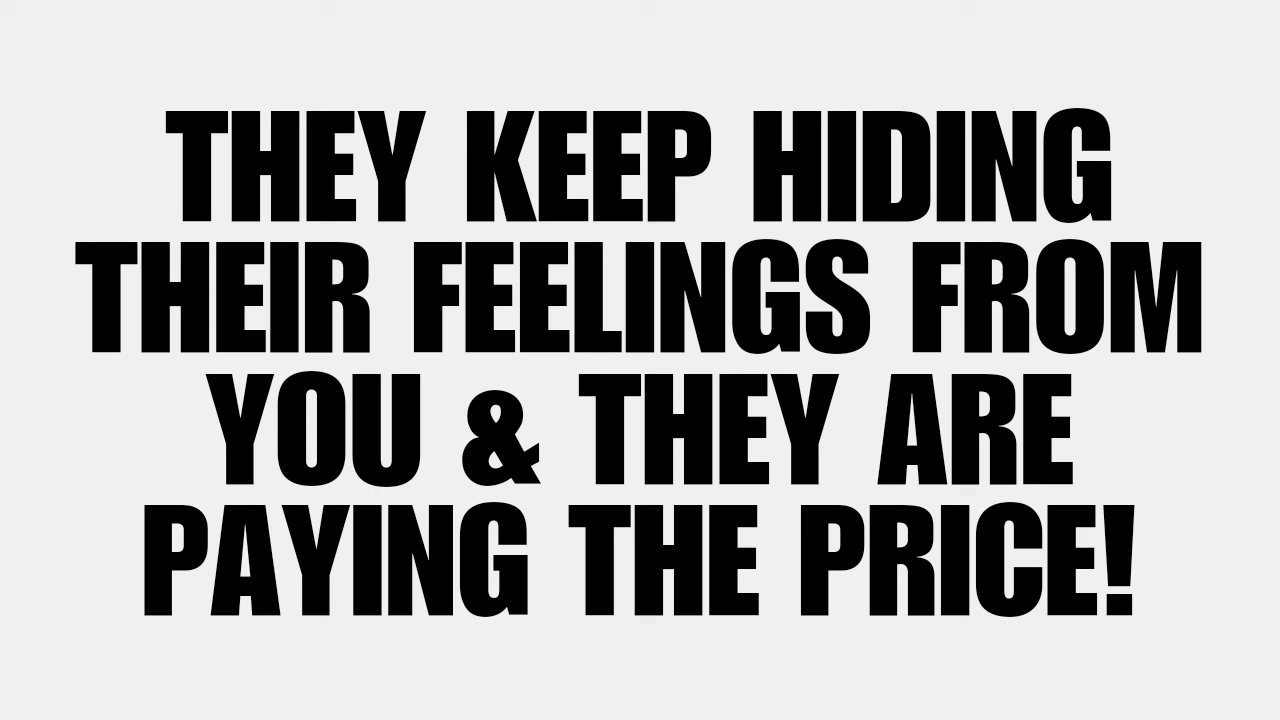 THEY KEEP HIDING
THEIR FEELINGS FROM
YOU & THEY ARE
PAYING THE PRICE!